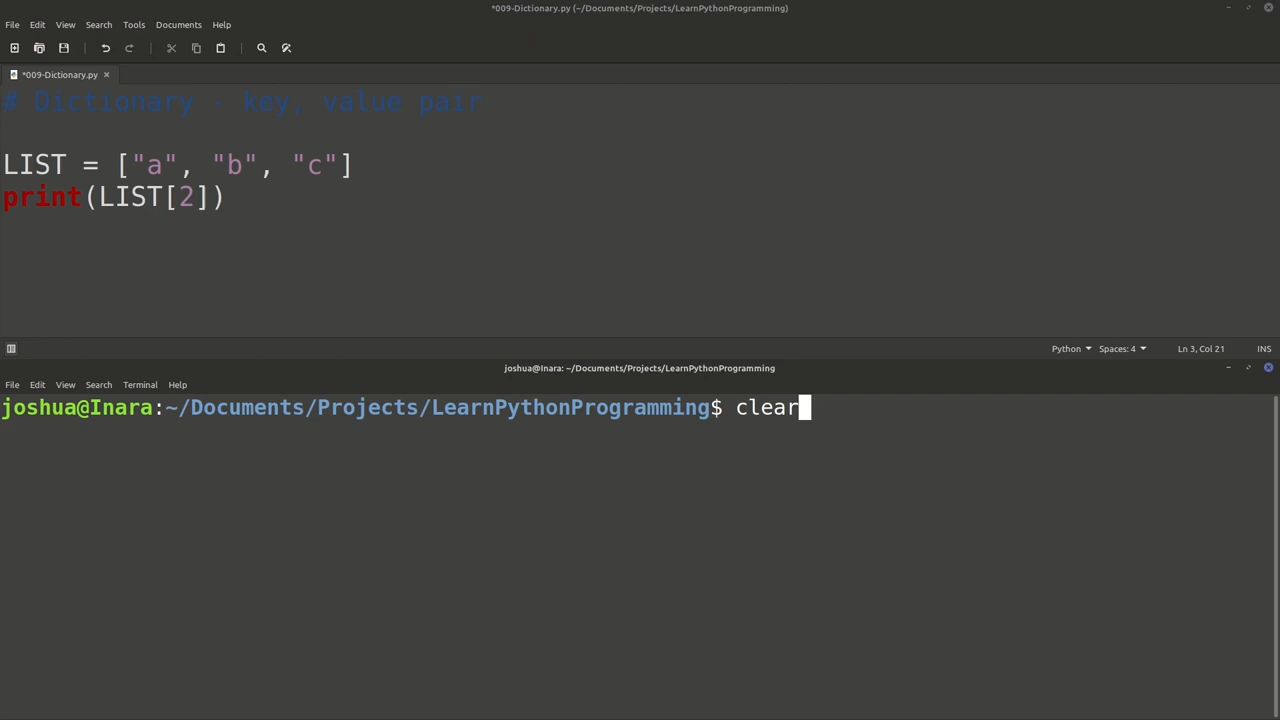 *009-Dictionary.py (~/Documents/Projects/LearnPythonProgramming)
File Edit View Search Tools Documents Help
*009-Dictionary.py
# Dictionary - key, value pair
LIST = ["a", "b", "c"]
print(LIST[2])
Python Spaces: 4 Ln 3, Col 21 INS
joshua@Inara: ~/Documents/Projects/LearnPythonProgramming
File Edit View Search Terminal Help
joshua@Inara:~/Documents/Projects/LearnPythonProgramming$ clear